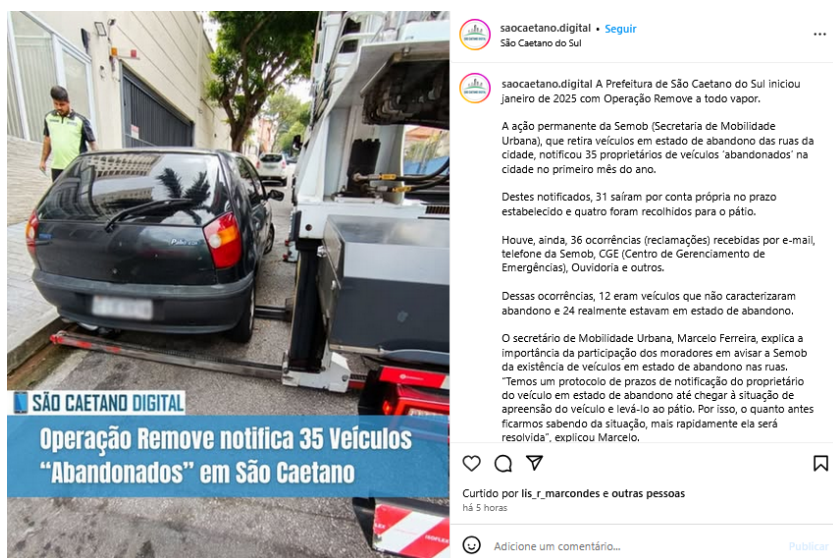 SÃO CAETANO DIGITAL
Operação Remove notifica 35 Veículos
“Abandonados” em São Caetano
saocaetano.digital • Seguir
São Caetano do Sul
saocaetano.digital A Prefeitura de São Caetano do Sul iniciou
janeiro de 2025 com Operação Remove a todo vapor.
A ação permanente da Semob (Secretaria de Mobilidade
Urbana), que retira veículos em estado de abandono das ruas da
cidade, notificou 35 proprietários de veículos ‘abandonados’ na
cidade no primeiro mês do ano.
Destes notificados, 31 saíram por conta própria no prazo
estabelecido e quatro foram recolhidos para o pátio.
Houve, ainda, 36 ocorrências (reclamações) recebidas por e-mail,
telefone da Semob, CGE (Centro de Gerenciamento de
Emergências), Ouvidoria e outros.
Dessas ocorrências, 12 eram veículos que não caracterizaram
abandono e 24 realmente estavam em estado de abandono.
O secretário de Mobilidade Urbana, Marcelo Ferreira, explica a
importância da participação dos moradores em avisar a Semob
da existência de veículos em estado de abandono nas ruas.
“Temos um protocolo de prazos de notificação do proprietário
do veículo em estado de abandono até chegar à situação de
apreensão do veículo e levá-lo ao pátio. Por isso, o quanto antes
ficarmos sabendo da situação, mais rapidamente ela será
resolvida”, explicou Marcelo.
Curtido por lis_r_marcondes e outras pessoas
há 5 horas
Adicione um comentário...
Publicar